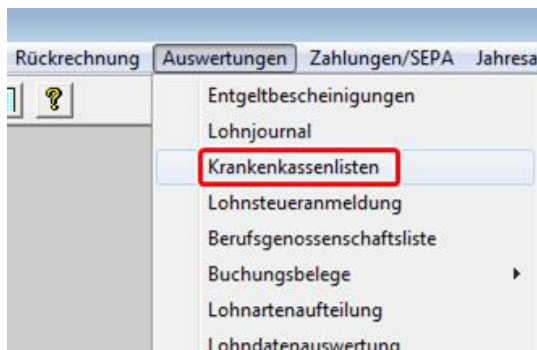 Rückrechnung Auswertungen Zahlungen/SEPA Jahresa
?
Entgeltbescheinigungen
Lohnjournal
Krankenkassenlisten
Lohnsteueranmeldung
Berufsgenossenschaftsliste
Buchungsbelege
Lohnartenaufteilung
Lohndatenauswertung